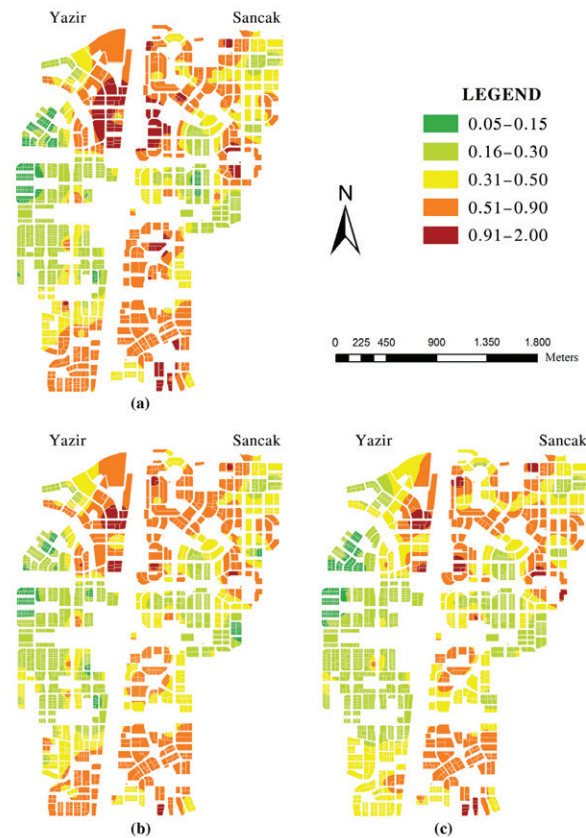 Yazir Sancak
LEGEND
0.05–0.15
0.16–0.30
0.31–0.50
0.51–0.90
0.91–2.00
N
0 225 450 900 1.350 1.800
Meters
(a)
Yazir Sancak Yazir Sancak
(b) (c)